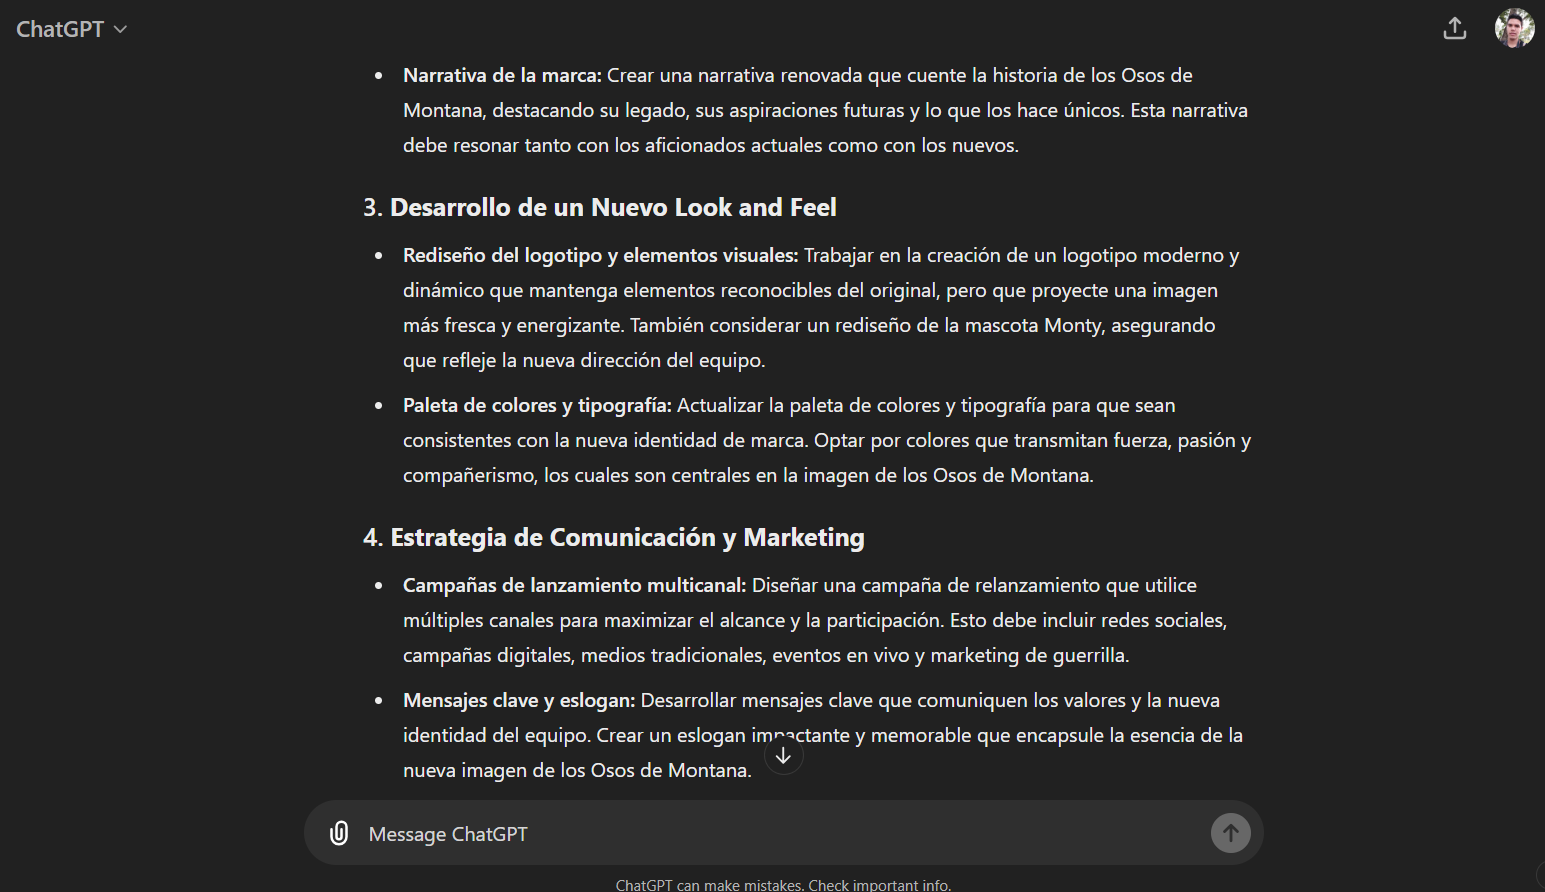 ChatGPT
Narrativa de la marca: Crear una narrativa renovada que cuente la historia de los Osos de
Montana, destacando su legado, sus aspiraciones futuras y lo que los hace únicos. Esta narrativa
debe resonar tanto con los aficionados actuales como con los nuevos.
3. Desarrollo de un Nuevo Look and Feel
Rediseño del logotipo y elementos visuales: Trabajar en la creación de un logotipo moderno y
dinámico que mantenga elementos reconocibles del original, pero que proyecte una imagen
más fresca y energizante. También considerar un rediseño de la mascota Monty, asegurando
que refleje la nueva dirección del equipo.
Paleta de colores y tipografía: Actualizar la paleta de colores y tipografía para que sean
consistentes con la nueva identidad de marca. Optar por colores que transmitan fuerza, pasión y
compañerismo, los cuales son centrales en la imagen de los Osos de Montana.
4. Estrategia de Comunicación y Marketing
Campañas de lanzamiento multicanal: Diseñar una campaña de relanzamiento que utilice
múltiples canales para maximizar el alcance y la participación. Esto debe incluir redes sociales,
campañas digitales, medios tradicionales, eventos en vivo y marketing de guerrilla.
Mensajes clave y eslogan: Desarrollar mensajes clave que comuniquen los valores y la nueva
identidad del equipo. Crear un eslogan impactante y memorable que encapsule la esencia de la
nueva imagen de los Osos de Montana.
Message ChatGPT
ChatGPT can make mistakes. Check important info.